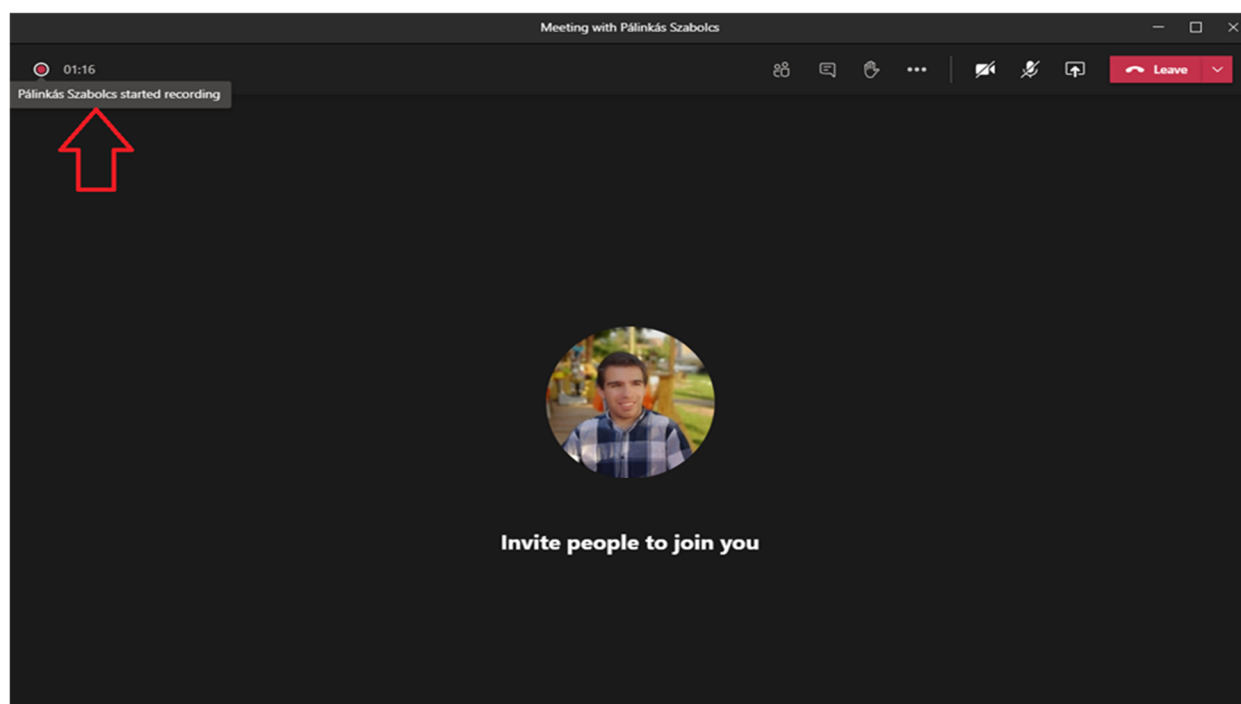 Meeting with Pálinkás Szabolcs
01:16
Leave
Pálinkás Szabolcs started recording
Invite people to join you